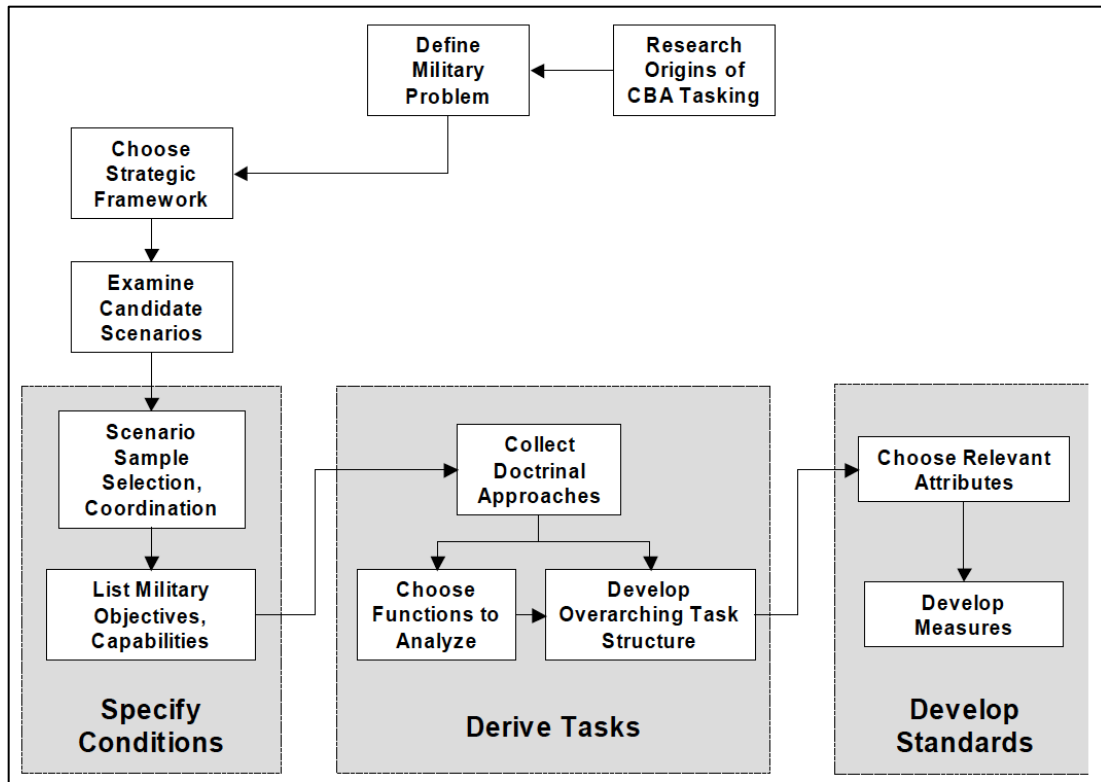 Define
Military
Problem
Research
Origins of
CBA Tasking
Choose
Strategic
Framework
Examine
Candidate
Scenarios
Scenario
Sample
Selection,
Coordination
List Military
Objectives,
Capabilities
Specify
Conditions
Collect
Doctrinal
Approaches
Choose
Functions to
Analyze
Develop
Overarching Task
Structure
Derive Tasks
Choose Relevant
Attributes
Develop
Measures
Develop
Standards